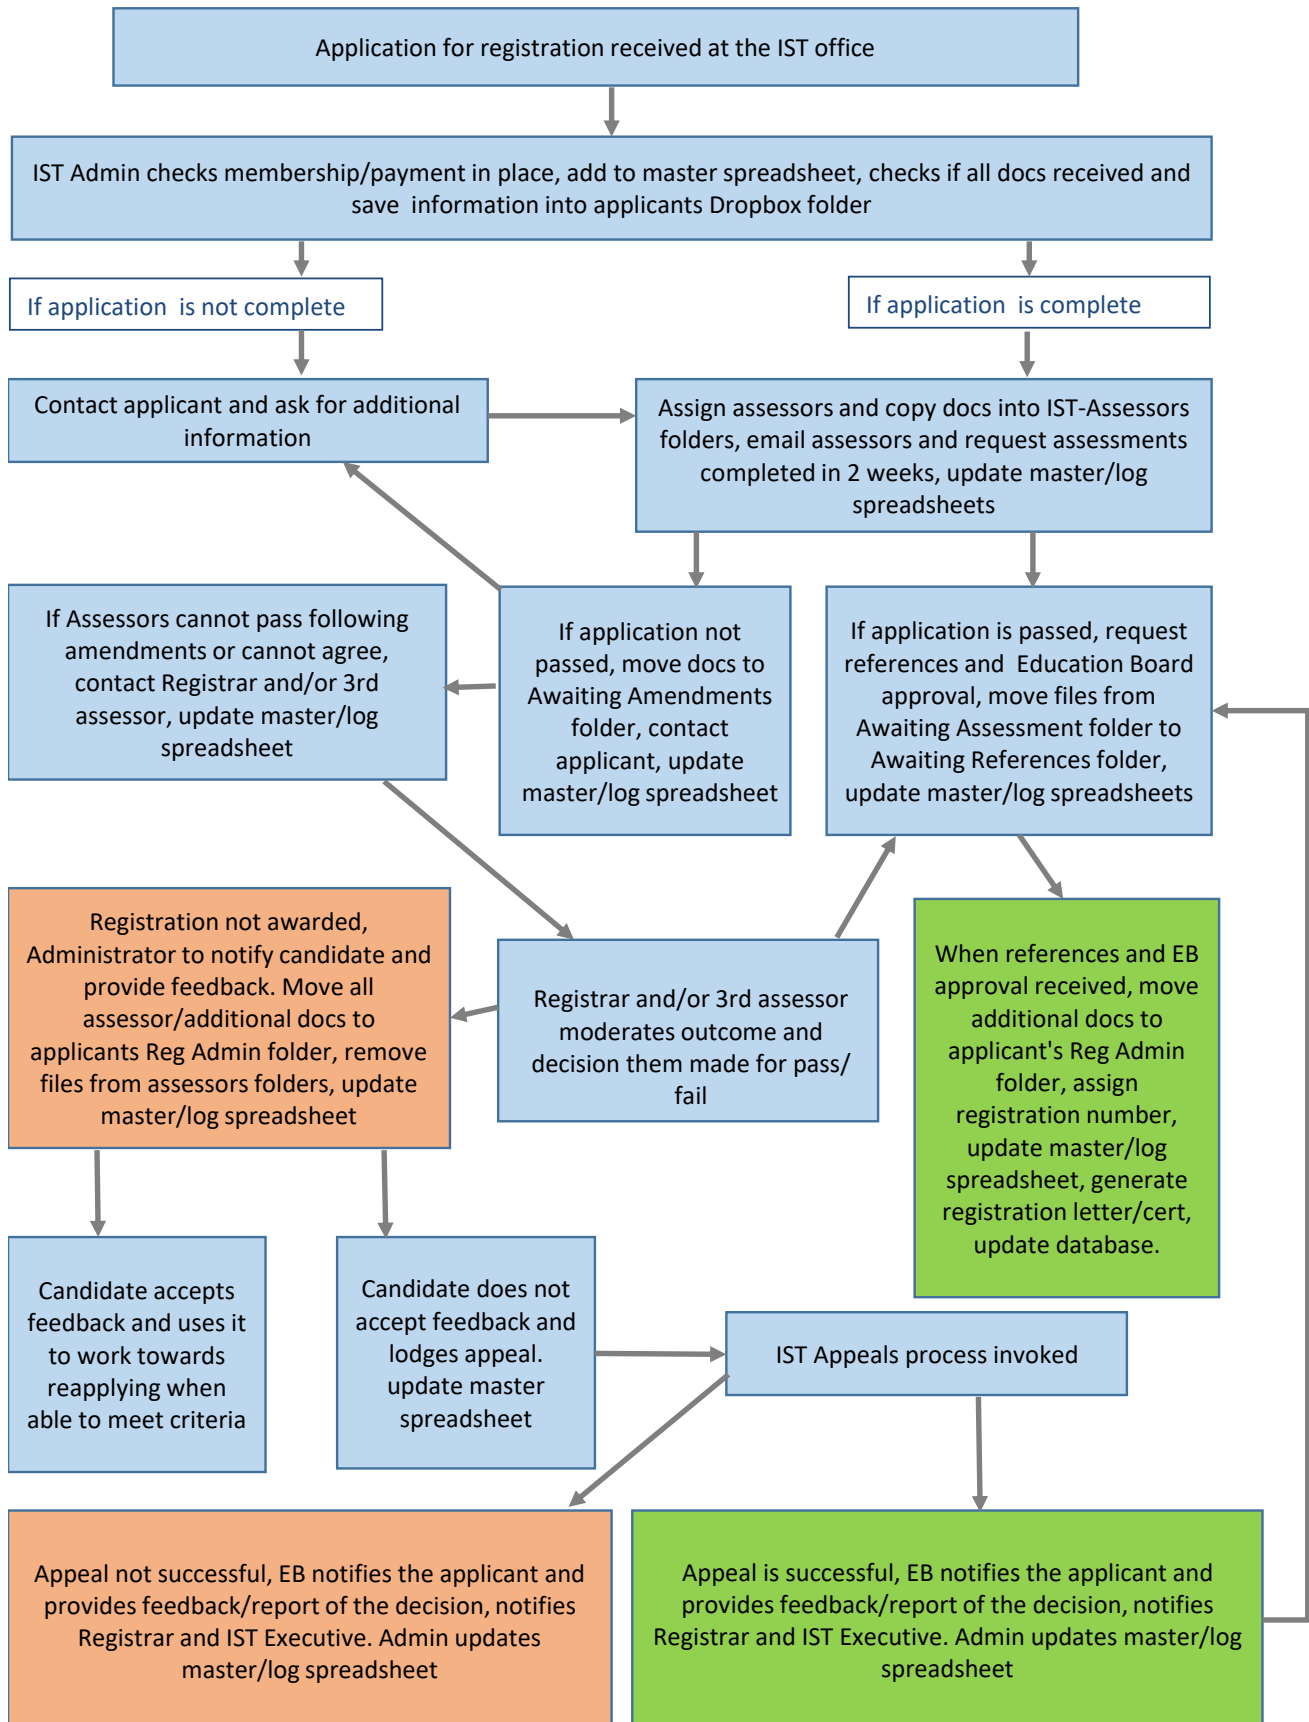 Application for registration received at the IST office
IST Admin checks membership/payment in place, add to master spreadsheet, checks if all docs received and
save  information into applicants Dropbox folder
If application  is not complete
If application  is complete
Contact applicant and ask for additional
information
Assign assessors and copy docs into IST-Assessors
folders, email assessors and request assessments
completed in 2 weeks, update master/log
spreadsheets
If Assessors cannot pass following
amendments or cannot agree,
contact Registrar and/or 3rd
assessor, update master/log
spreadsheet
If application not
passed, move docs to
Awaiting Amendments
folder, contact
applicant, update
master/log spreadsheet
If application is passed, request
references and  Education Board
approval, move files from
Awaiting Assessment folder to
Awaiting References folder,
update master/log spreadsheets
Registration not awarded,
Administrator to notify candidate and
provide feedback. Move all
assessor/additional docs to
applicants Reg Admin folder, remove
files from assessors folders, update
master/log spreadsheet
Registrar and/or 3rd assessor
moderates outcome and
decision them made for pass/
fail
When references and EB
approval received, move
additional docs to
applicant's Reg Admin
folder, assign
registration number,
update master/log
spreadsheet, generate
registration letter/cert,
update database.
Candidate accepts
feedback and uses it
to work towards
reapplying when
able to meet criteria
Candidate does not
accept feedback and
lodges appeal.
update master
spreadsheet
IST Appeals process invoked
Appeal not successful, EB notifies the applicant and
provides feedback/report of the decision, notifies
Registrar and IST Executive. Admin updates
master/log spreadsheet
Appeal is successful, EB notifies the applicant and
provides feedback/report of the decision, notifies
Registrar and IST Executive. Admin updates master/log
spreadsheet